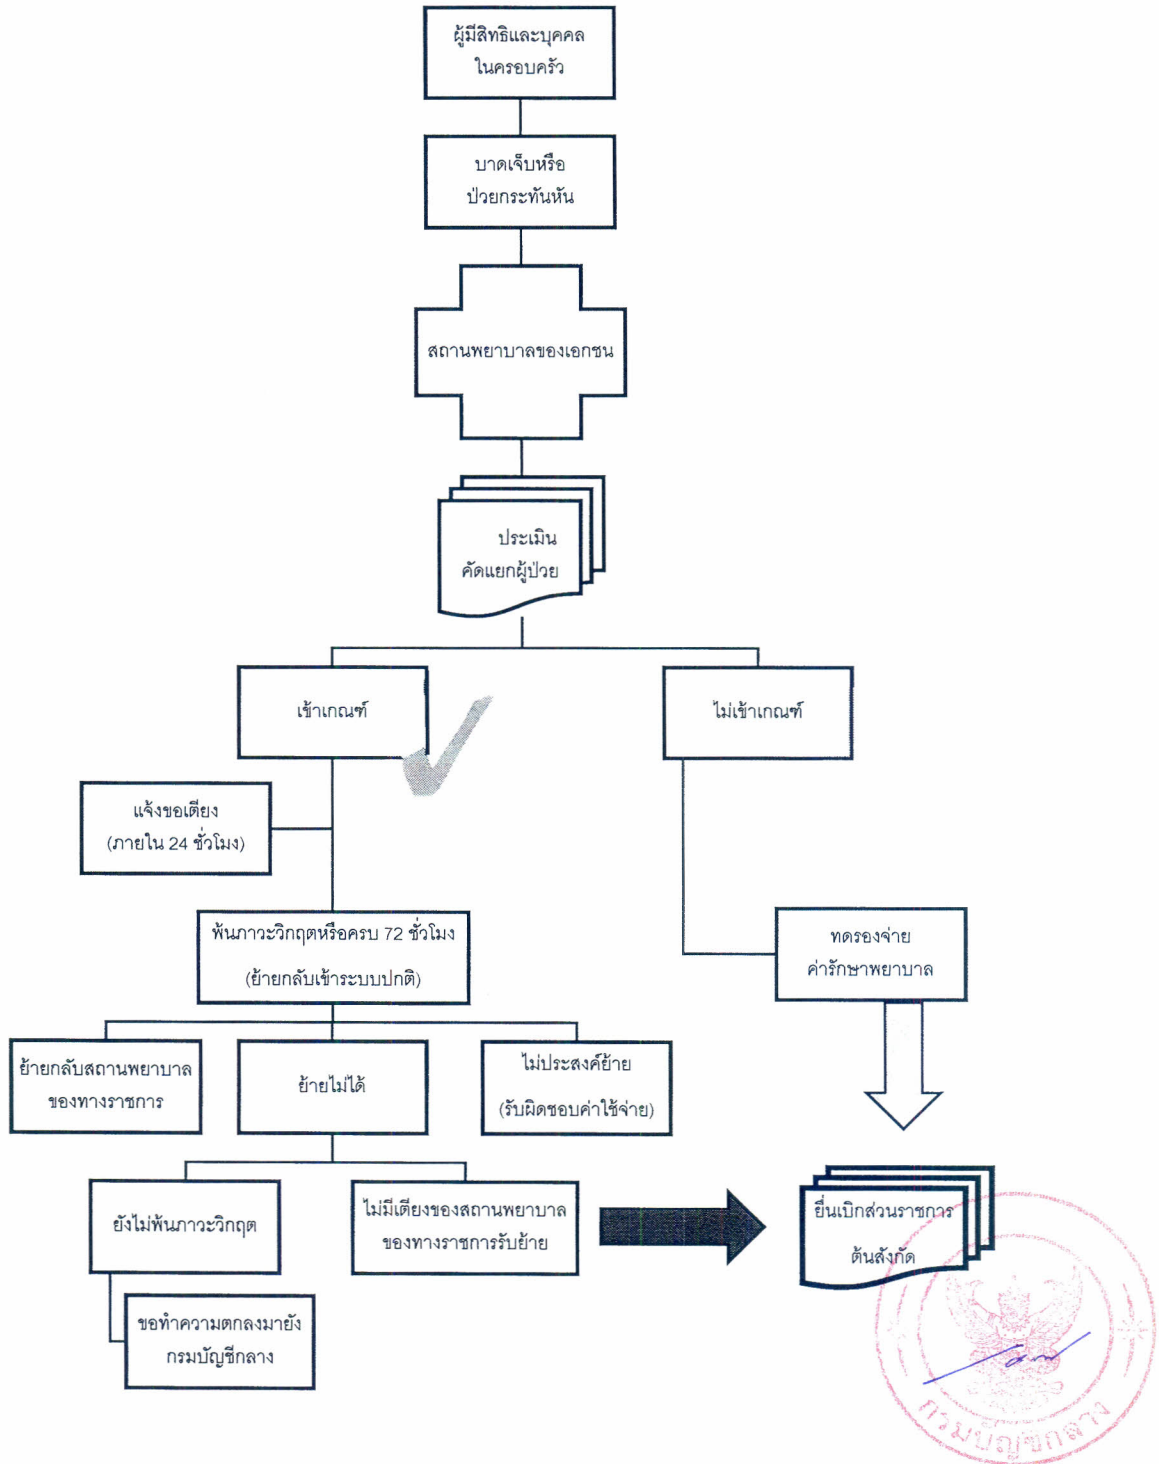 ผู้มีสิทธิและบุคคล
ในครอบครัว
บาดเจ็บหรือ
ป่วยกระทันหัน
สถานพยาบาลของเอกชน
ประเมิน
คัดแยกผู้ป่วย
เข้าเกณฑ์
ไม่เข้าเกณฑ์
แจ้งขอเตียง
(ภายใน 24 ชั่วโมง)
พ้นภาวะวิกฤตหรือครบ 72 ชั่วโมง
(ย้ายกลับเข้าระบบปกติ)
ทดรองจ่าย
ค่ารักษาพยาบาล
ย้ายกลับสถานพยาบาล
ของทางราชการ
ย้ายไม่ได้
ไม่ประสงค์ย้าย
(รับผิดชอบค่าใช้จ่าย)
ยังไม่พ้นภาวะวิกฤต
ไม่มีเตียงของสถานพยาบาล
ของทางราชการรับย้าย
ยื่นเบิกส่วนราชการ
ต้นสังกัด
ขอทำความตกลงมายัง
กรมบัญชีกลาง
กรมบัญชีกลาง